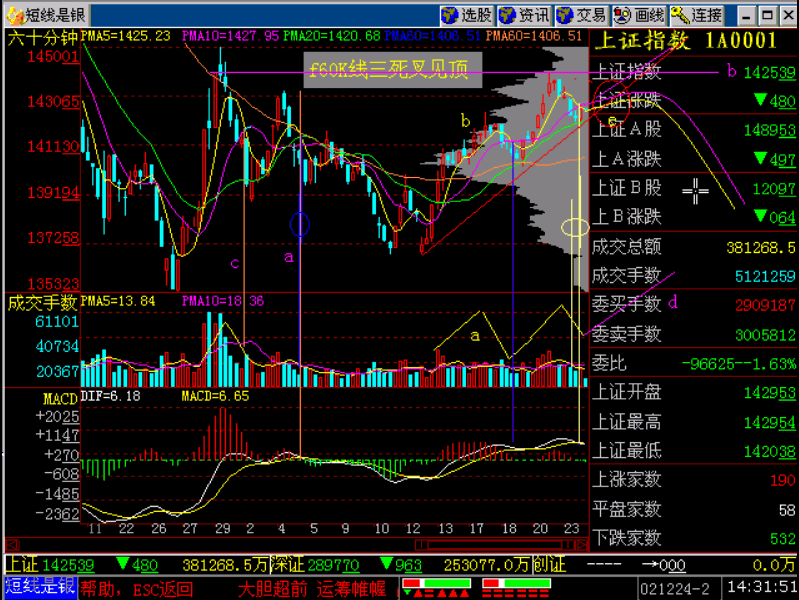 短线是银
选股 资讯 交易 画线 连接
六十分钟 PMA5=1425.23 PMA10=1427.95 PMA20=1420.68 PMA60=1406.51 PMA60=1406.51
上证指数 1A0001
145001
143065
141130
139194
137258
135323
f60K线三死叉见顶
b
c
a
e
b
上证指数 142539
上证涨跌 ▼480
上证A股 148953
上A涨跌 ▼497
上证B股 12097
上B涨跌 ▼064
成交总额 381268.5
成交手数 5121259
委买手数 d 2909187
委卖手数 3005812
委比 -96625--1.63%
上证开盘 142953
上证最高 142954
上证最低 142038
上涨家数 190
平盘家数 58
下跌家数 532
成交手数 PMA5=13.84 PMA10=18.36
61101
40734
20367
a
MACD DIF=6.18 MACD=6.65
+2025
+1147
+270
-608
-1485
-2362
11 22 26 27 29 2 4 5 9 10 12 13 17 18 20 23
上证 142539 ▼480 381268.5万 深证 289770 ▼963 253077.0万 创证 ---- →000 0.0万
短线是银 帮助, ESC返回 大胆超前 运筹帷幄 021224-2 14:31:51